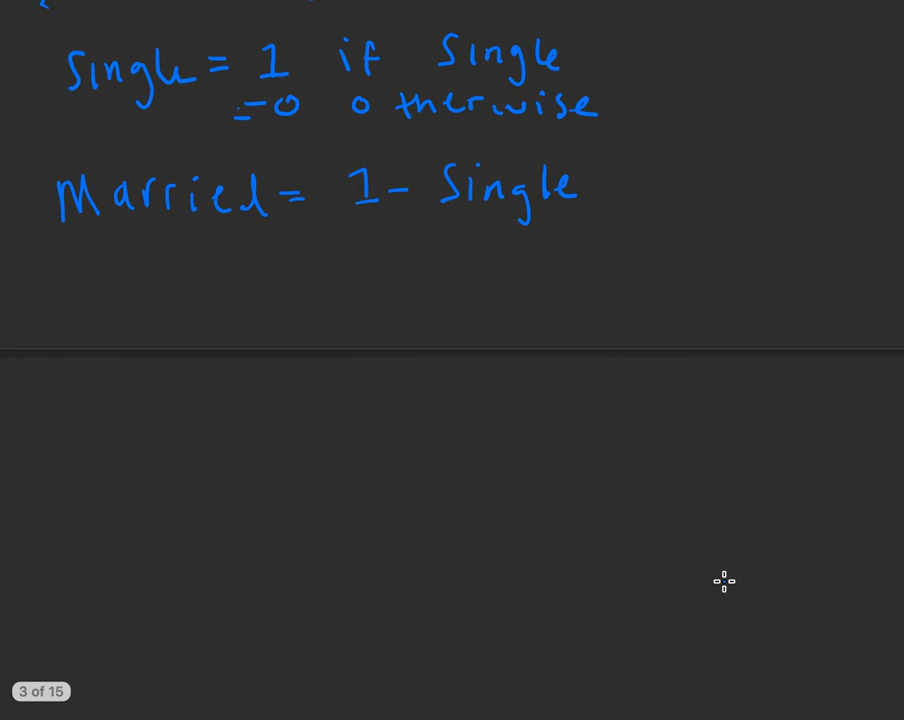 Single = 1 if Single
= 0 otherwise
Married = 1 - Single
3 of 15